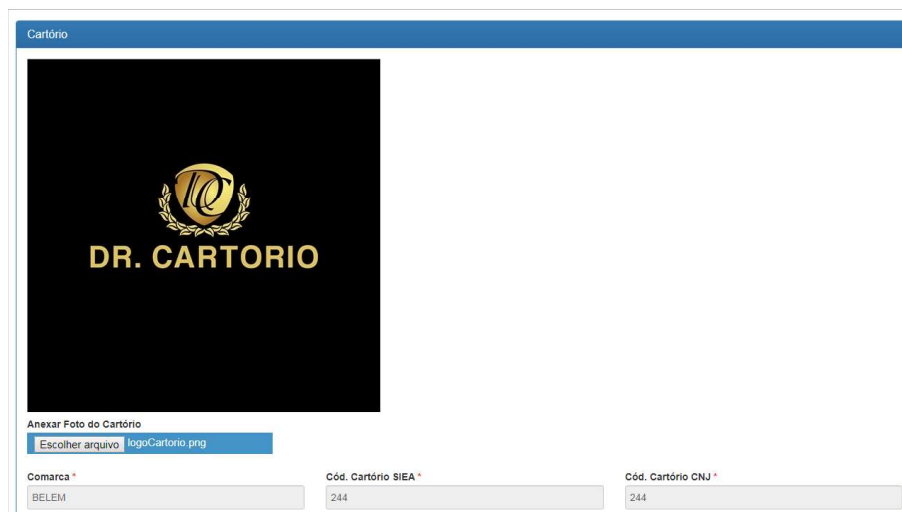 Cartório
DC
DR. CARTORIO
Anexar Foto do Cartório
Escolher arquivo logoCartorio.png
Comarca * Cód. Cartório SIEA * Cód. Cartório CNJ *
BELEM 244 244